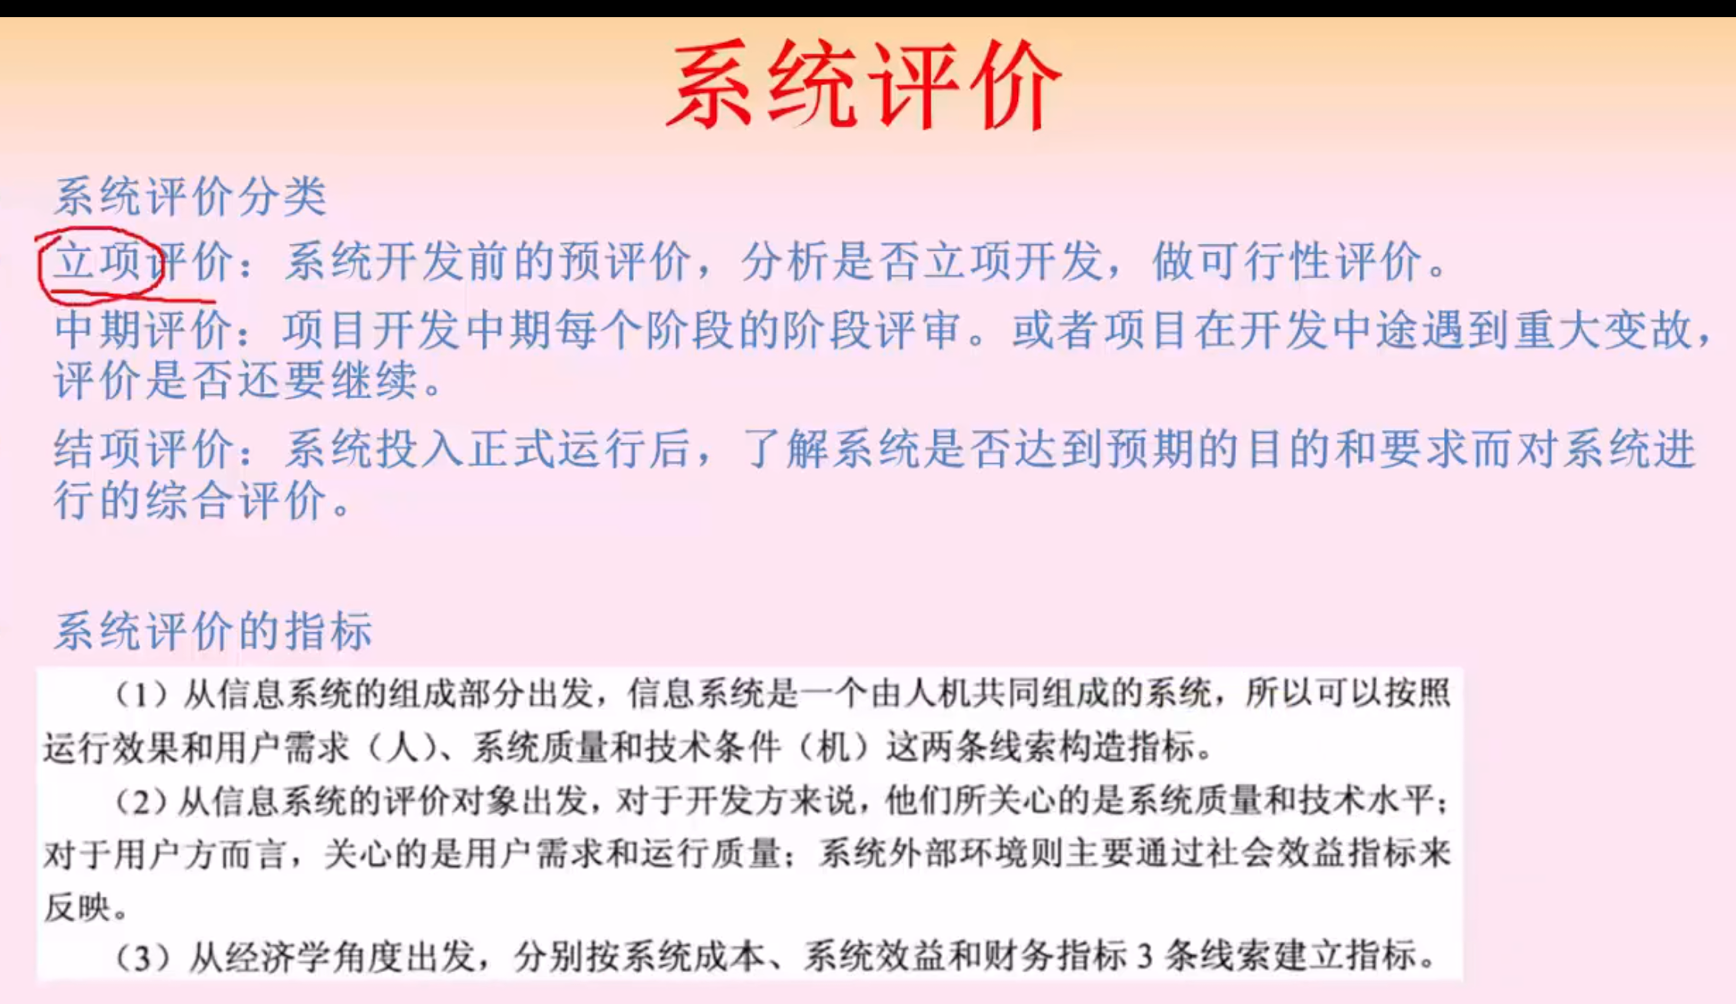 系统评价
系统评价分类
立项评价：系统开发前的预评价，分析是否立项开发，做可行性评价。
中期评价：项目开发中期每个阶段的阶段评审。或者项目在开发中途遇到重大变故，
评价是否还要继续。
结项评价：系统投入正式运行后，了解系统是否达到预期的目的和要求而对系统进
行的综合评价。
系统评价的指标
（1）从信息系统的组成部分出发，信息系统是一个由人机共同组成的系统，所以可以按照
运行效果和用户需求（人）、系统质量和技术条件（机）这两条线索构造指标。
（2）从信息系统的评价对象出发，对于开发方来说，他们所关心的是系统质量和技术水平；
对于用户方而言，关心的是用户需求和运行质量；系统外部环境则主要通过社会效益指标来
反映。
（3）从经济学角度出发，分别按系统成本、系统效益和财务指标 3 条线索建立指标。